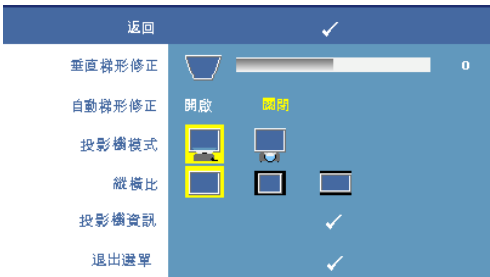 返回
垂直梯形修正 0
自動梯形修正 開啟 關閉
投影機模式
縱橫比
投影機資訊
退出選單